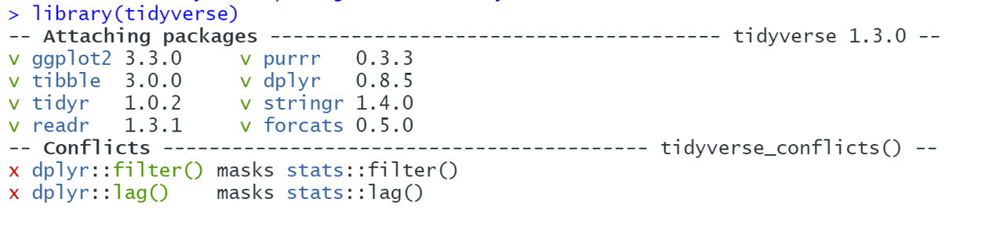 > library(tidyverse)
-- Attaching packages --------------------------------------- tidyverse 1.3.0 --
v ggplot2 3.3.0     v purrr   0.3.3
v tibble  3.0.0     v dplyr   0.8.5
v tidyr   1.0.2     v stringr 1.4.0
v readr   1.3.1     v forcats 0.5.0
-- Conflicts ------------------------------------------ tidyverse_conflicts() --
x dplyr::filter() masks stats::filter()
x dplyr::lag()    masks stats::lag()